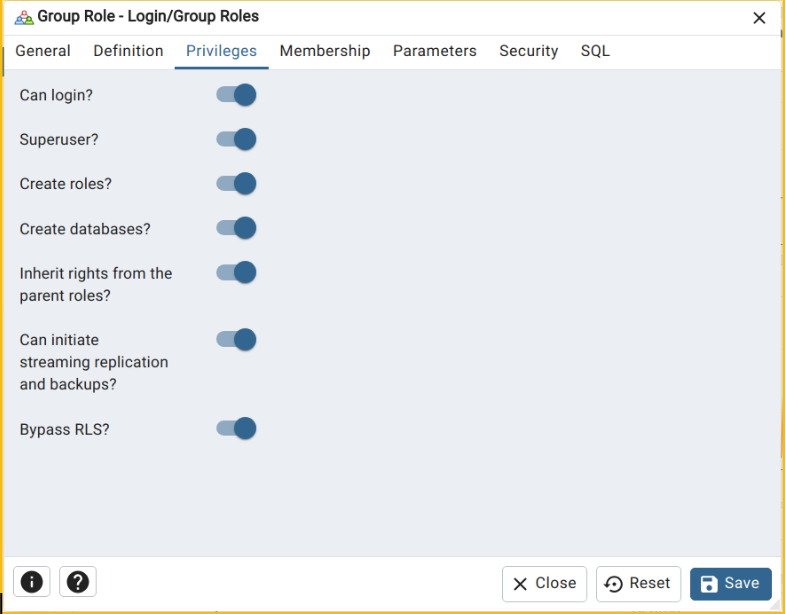 Group Role - Login/Group Roles
General Definition Privileges Membership Parameters Security SQL
Can login?
Superuser?
Create roles?
Create databases?
Inherit rights from the
parent roles?
Can initiate
streaming replication
and backups?
Bypass RLS?
Close Reset Save